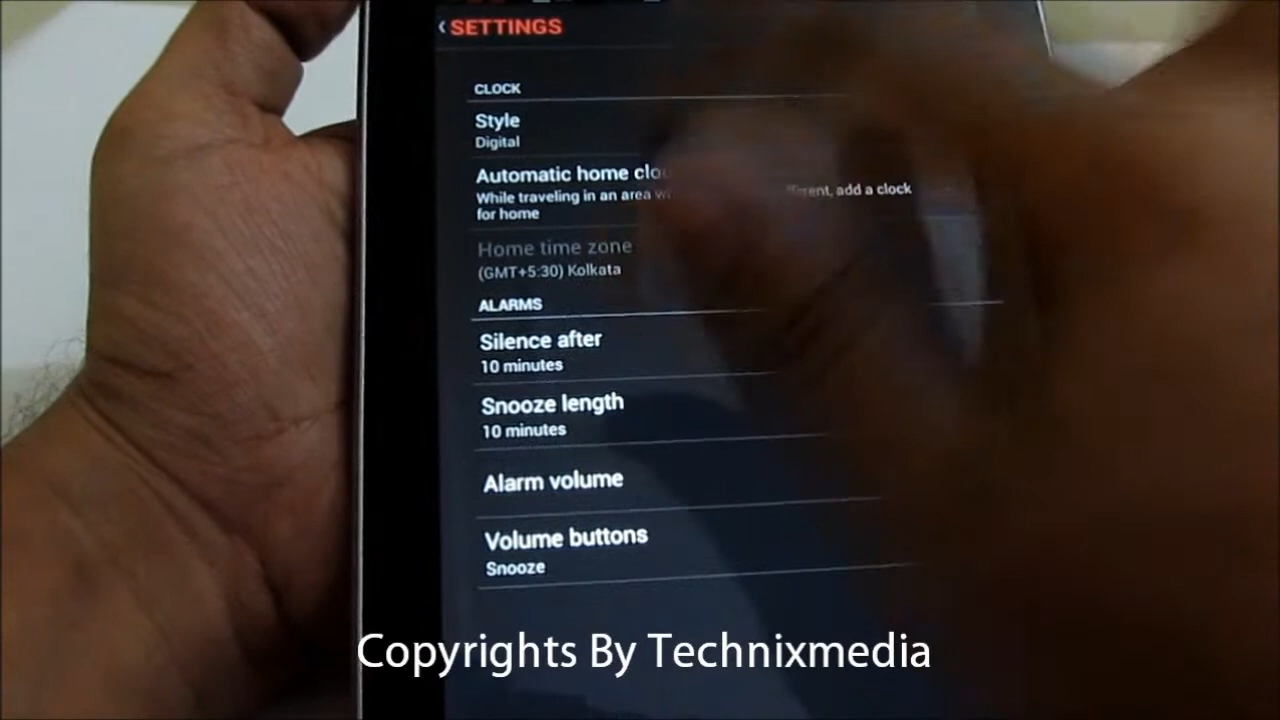 SETTINGS
CLOCK
Style
Digital
Automatic home
While traveling in an area
add a clock
for home
Home time zone
(GMT+5:30) Kolkata
ALARMS
Silence after
10 minutes
Snooze length
10 minutes
Alarm volume
Volume buttons
Snooze
Copyrights By Technixmedia